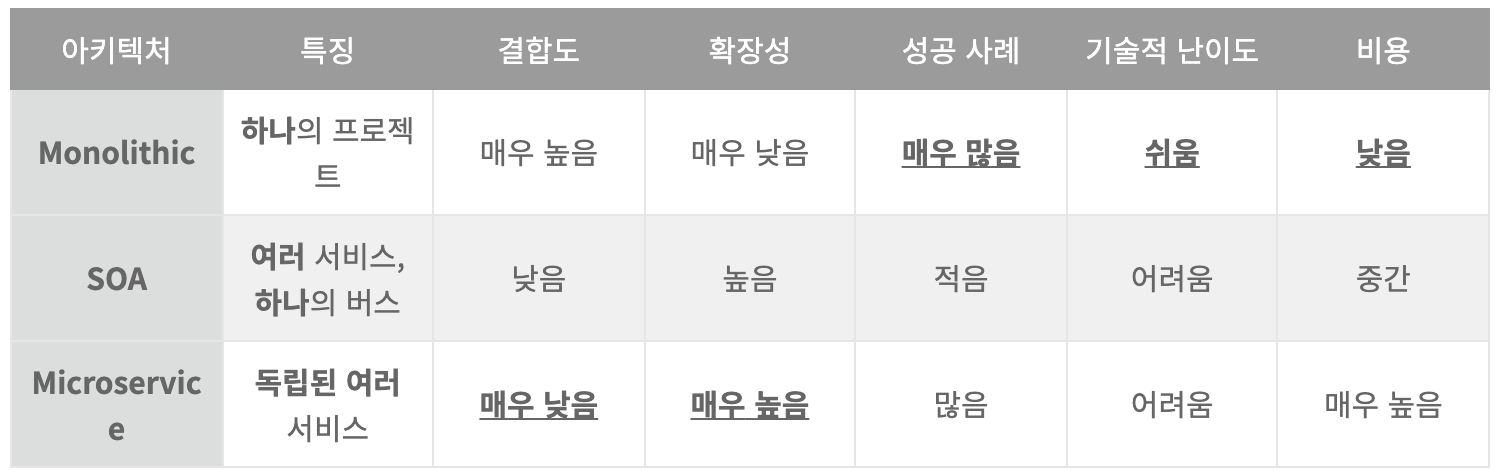 아키텍처 특징 결합도 확장성 성공 사례 기술적 난이도 비용
Monolithic
하나의 프로젝
트
매우 높음
매우 낮음
매우 많음
쉬움
낮음
SOA
여러 서비스,
하나의 버스
낮음
높음
적음
어려움
중간
Microservic
e
독립된 여러
서비스
매우 낮음
매우 높음
많음
어려움
매우 높음